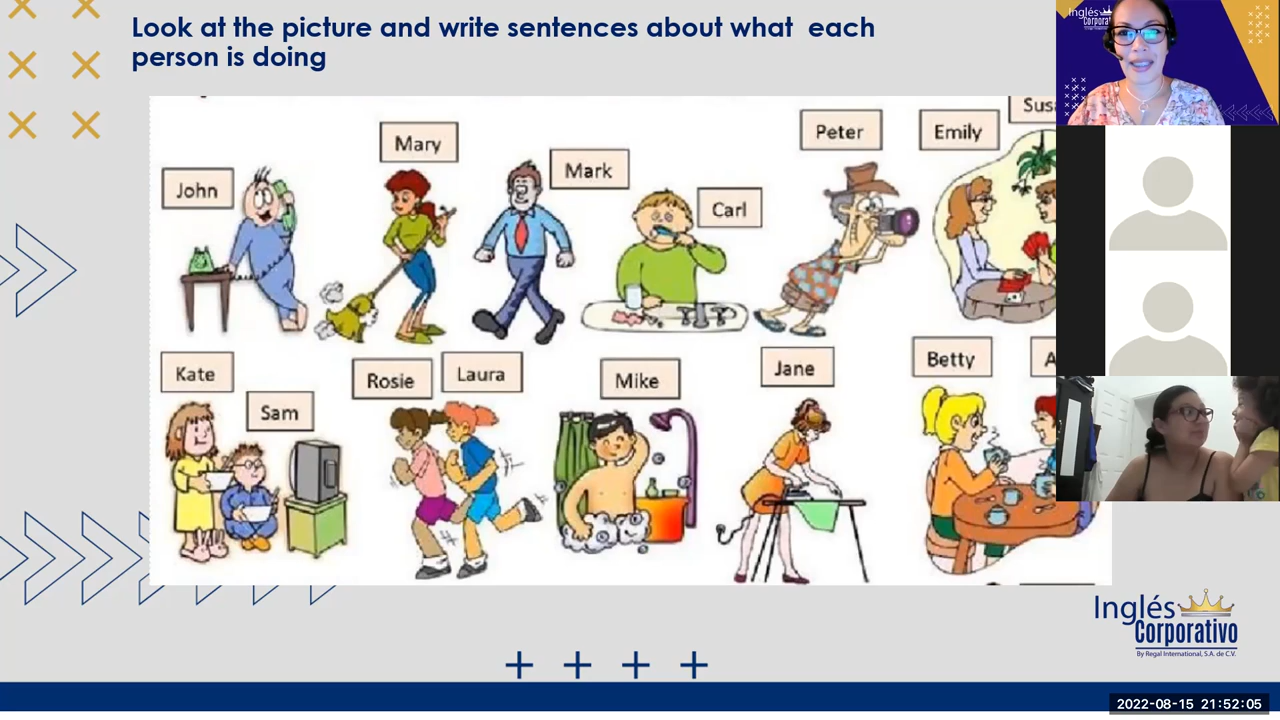 Look at the picture and write sentences about what each
person is doing
Inglés
John
Mary
Mark
Carl
Peter
Emily
Kate
Sam
Rosie
Laura
Mike
Jane
Betty
Inglés
Corporativo
By Regal International, S.A. de C.V.
2022-08-15 21:52:05